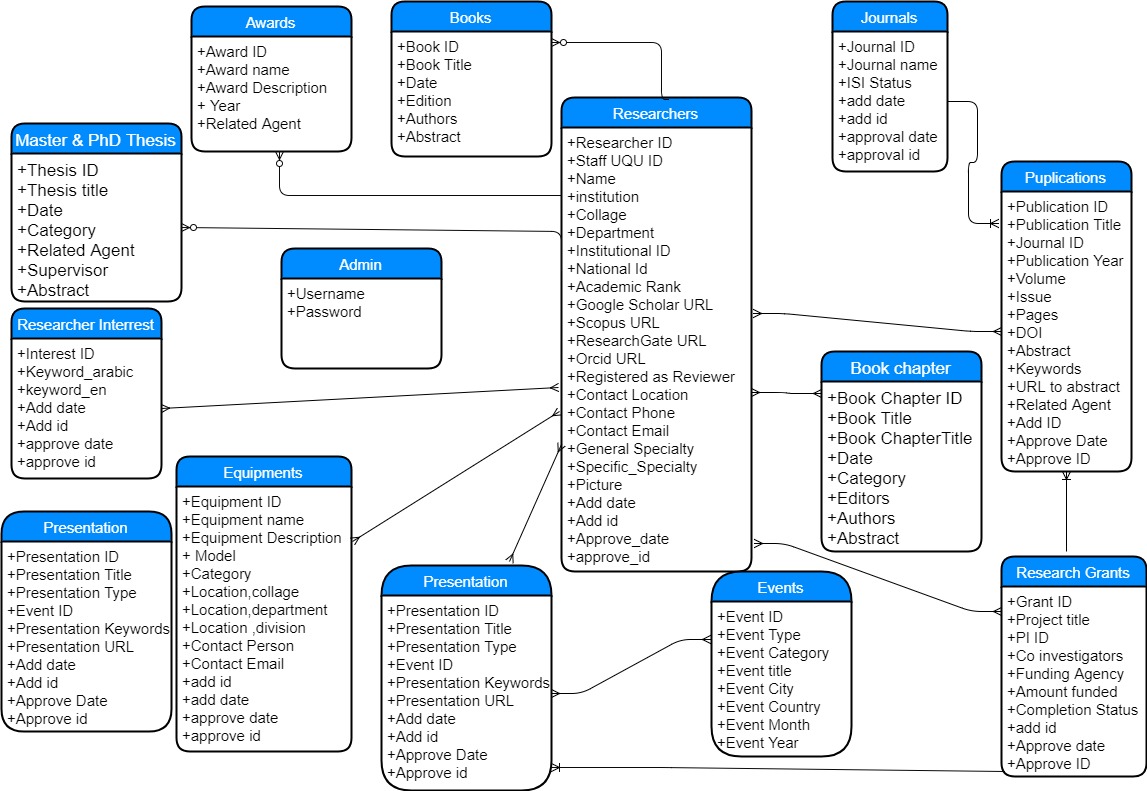 Awards
+Award ID
+Award name
+Award Description
+ Year
+Related Agent
Books
+Book ID
+Book Title
+Date
+Edition
+Authors
+Abstract
Journals
+Journal ID
+Journal name
+ISI Status
+add date
+add id
+approval date
+approval id
Master & PhD Thesis
+Thesis ID
+Thesis title
+Date
+Category
+Related Agent
+Supervisor
+Abstract
Admin
+Username
+Password
Researchers
+Researcher ID
+Staff UQU ID
+Name
+institution
+Collage
+Department
+Institutional ID
+National Id
+Academic Rank
+Google Scholar URL
+Scopus URL
+ResearchGate URL
+Orcid URL
+Registered as Reviewer
+Contact Location
+Contact Phone
+Contact Email
+General Specialty
+Specific_Specialty
+Picture
+Add date
+Add id
+Approve_date
+approve_id
Puplications
+Publication ID
+Publication Title
+Journal ID
+Publication Year
+Volume
+Issue
+Pages
+DOI
+Abstract
+Keywords
+URL to abstract
+Related Agent
+Add ID
+Approve Date
+Approve ID
Researcher Interrest
+Interest ID
+Keyword_arabic
+keyword_en
+Add date
+Add id
+approve date
+approve id
Book chapter
+Book Chapter ID
+Book Title
+Book ChapterTitle
+Date
+Category
+Editors
+Authors
+Abstract
Equipments
+Equipment ID
+Equipment name
+Equipment Description
+ Model
+Category
+Location,collage
+Location,department
+Location ,division
+Contact Person
+Contact Email
+add id
+add date
+approve date
+approve id
Presentation
+Presentation ID
+Presentation Title
+Presentation Type
+Event ID
+Presentation Keywords
+Presentation URL
+Add date
+Add id
+Approve Date
+Approve id
Presentation
+Presentation ID
+Presentation Title
+Presentation Type
+Event ID
+Presentation Keywords
+Presentation URL
+Add date
+Add id
+Approve Date
+Approve id
Events
+Event ID
+Event Type
+Event Category
+Event title
+Event City
+Event Country
+Event Month
+Event Year
Research Grants
+Grant ID
+Project title
+PI ID
+Co investigators
+Funding Agency
+Amount funded
+Completion Status
+add id
+Approve date
+Approve ID